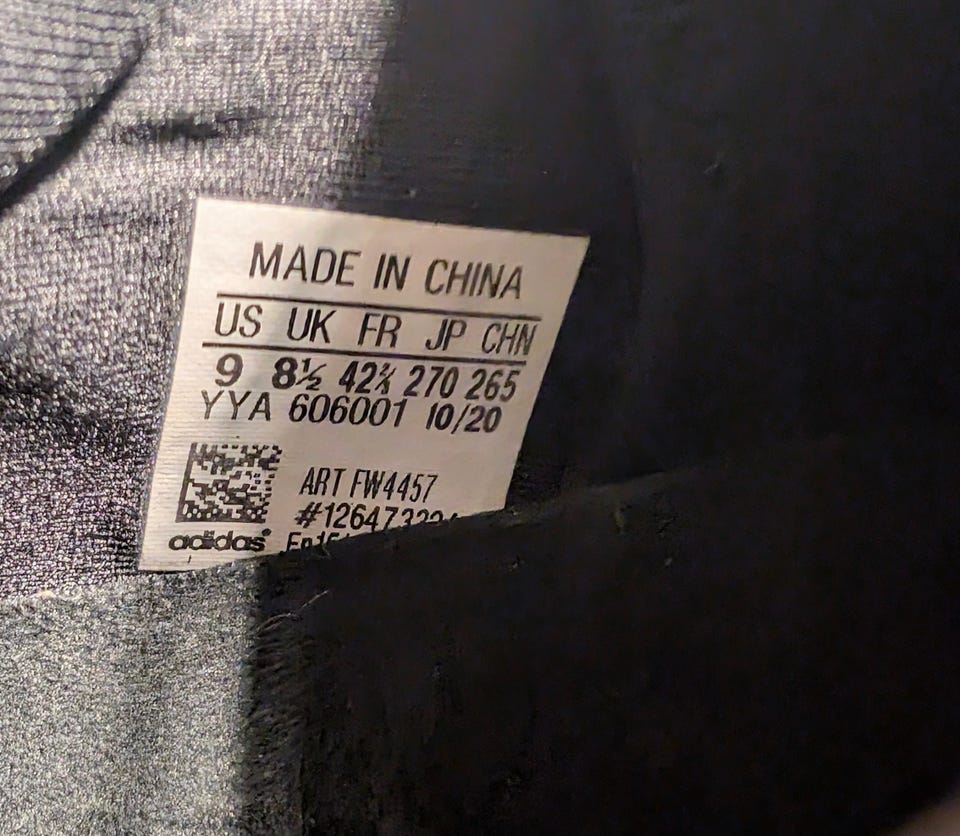 MADE IN CHINA
US UK FR JP CHN
9 8½ 42⅔ 270 265
YYA 606001 10/20
ART FW4457
adidas®